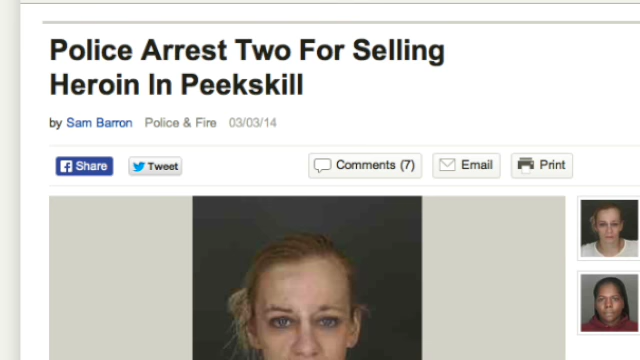 Police Arrest Two For Selling
Heroin In Peekskill
by Sam Barron Police & Fire 03/03/14
Share Tweet Comments (7) Email Print